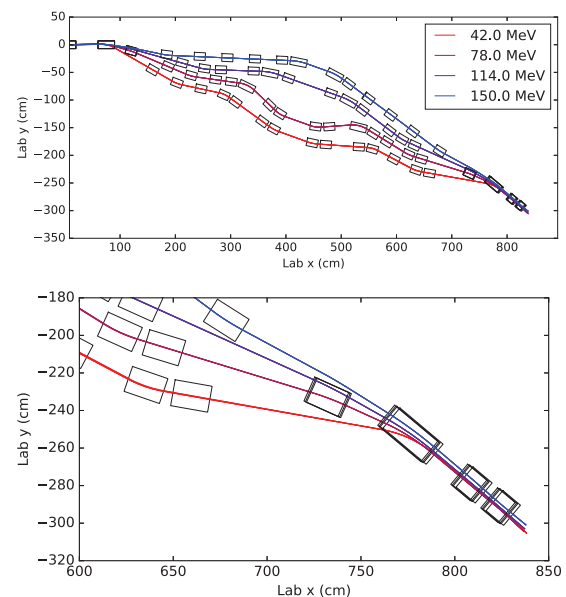 50
0
−50
−100
−150
−200
−250
−300
−350
Lab y (cm)
100 200 300 400 500 600 700 800
Lab x (cm)
42.0 MeV
78.0 MeV
114.0 MeV
150.0 MeV
−180
−200
−220
−240
−260
−280
−300
−320
Lab y (cm)
600 650 700 750 800 850
Lab x (cm)